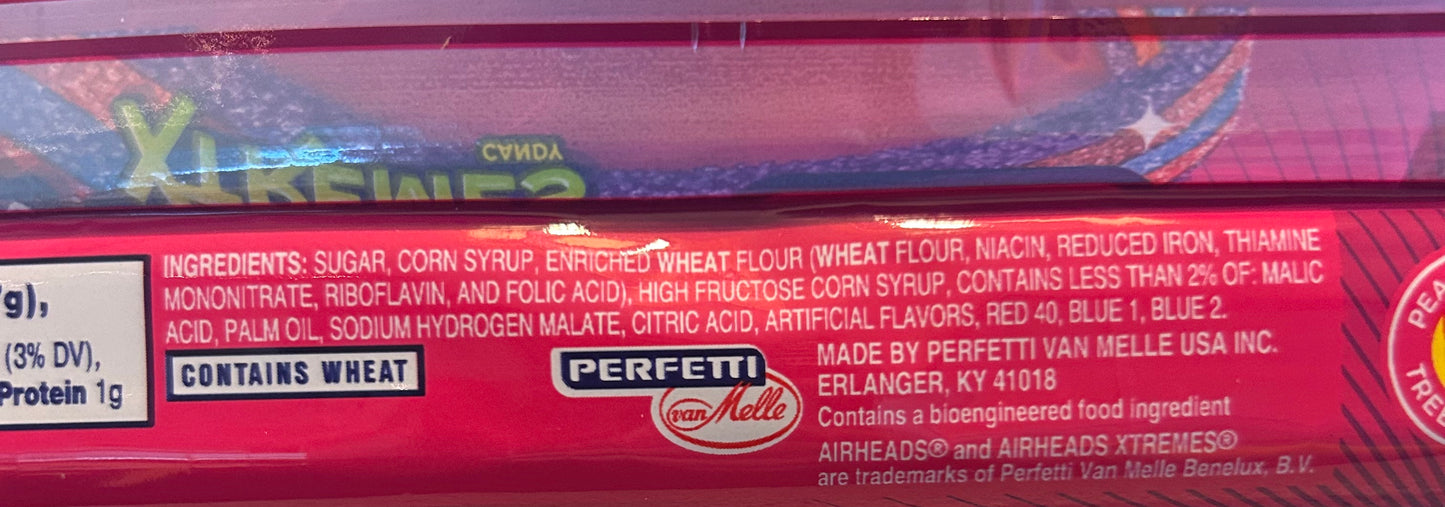 CANDY
XTREMES
INGREDIENTS: SUGAR, CORN SYRUP, ENRICHED WHEAT FLOUR (WHEAT FLOUR, NIACIN, REDUCED IRON, THIAMINE
MONONITRATE, RIBOFLAVIN, AND FOLIC ACID), HIGH FRUCTOSE CORN SYRUP, CONTAINS LESS THAN 2% OF: MALIC
ACID, PALM OIL, SODIUM HYDROGEN MALATE, CITRIC ACID, ARTIFICIAL FLAVORS, RED 40, BLUE 1, BLUE 2.
g),
(3% DV),
Protein 1g
CONTAINS WHEAT
PERFETTI
van Melle
MADE BY PERFETTI VAN MELLE USA INC.
ERLANGER, KY 41018
Contains a bioengineered food ingredient
AIRHEADS® and AIRHEADS XTREMES®
are trademarks of Perfetti Van Melle Benelux, B.V.